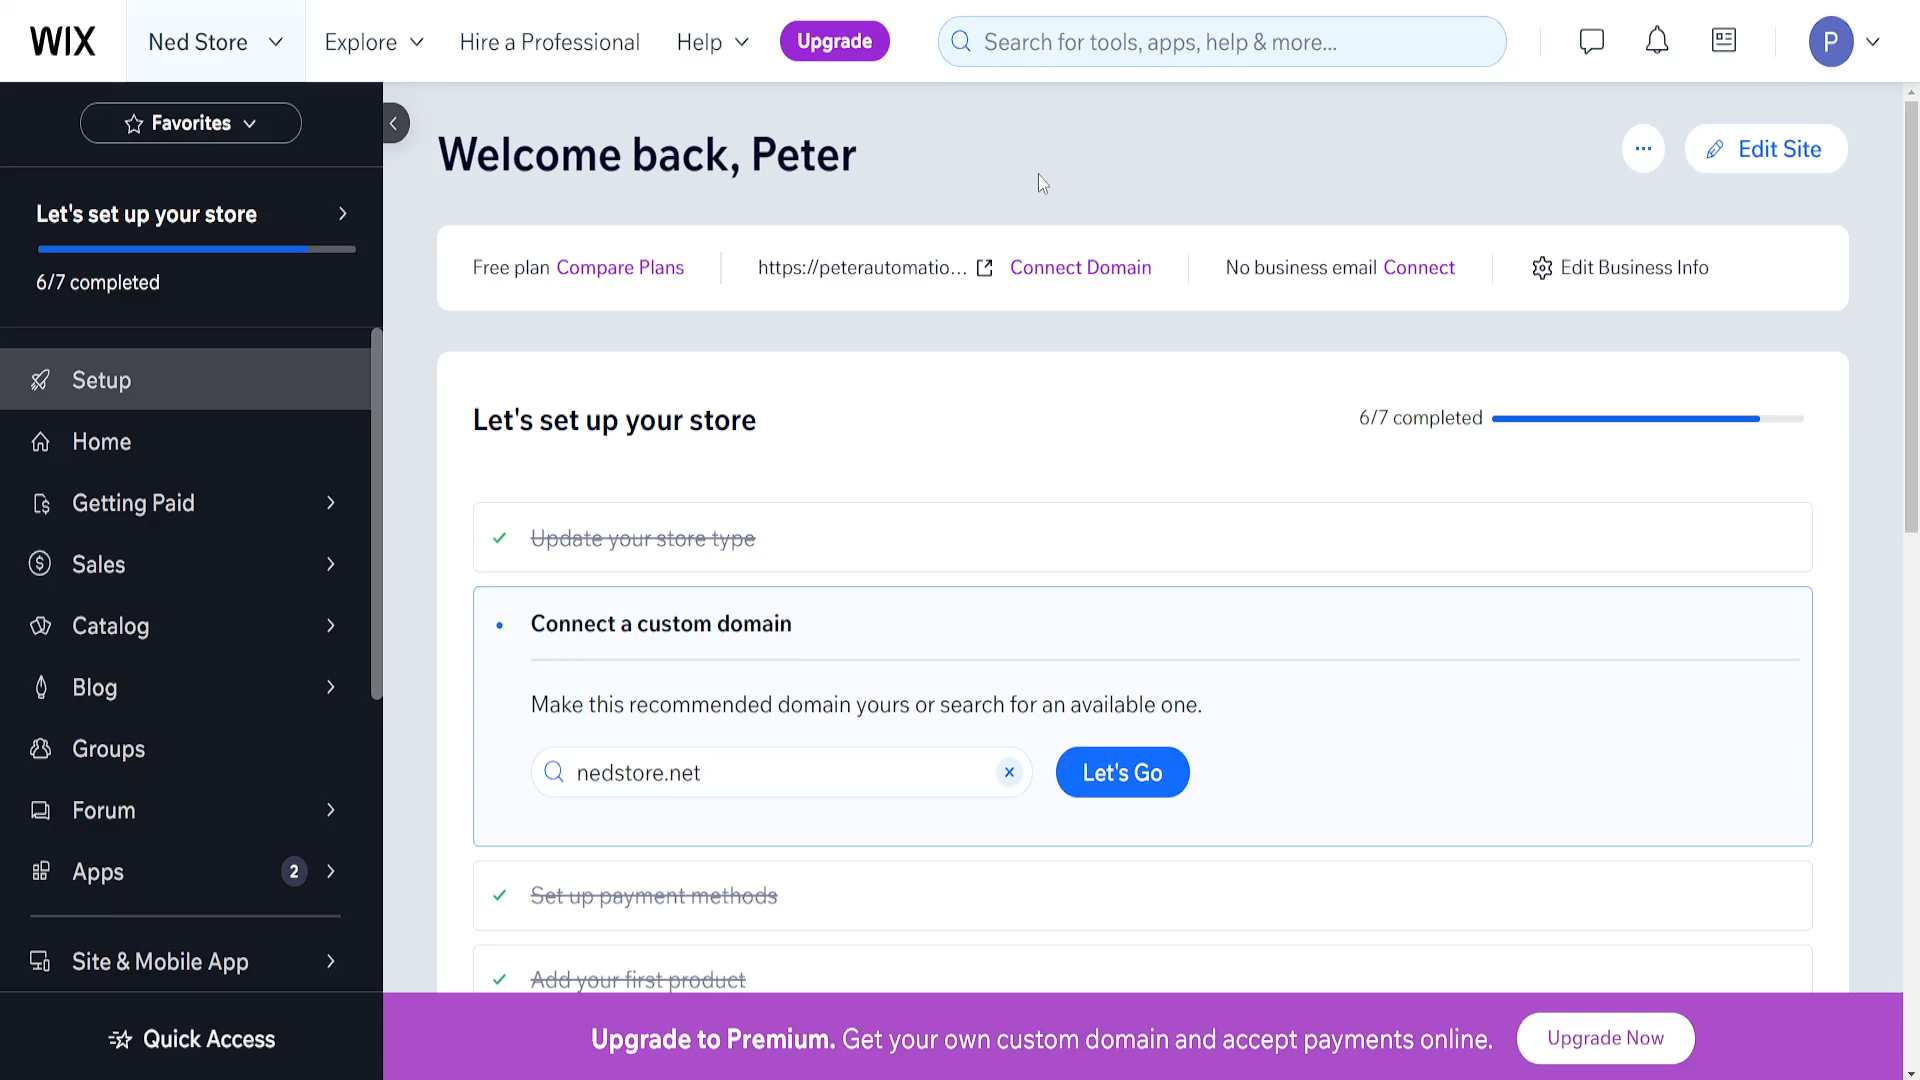 WIX
Ned Store
Explore
Hire a Professional
Help
Upgrade
Search for tools, apps, help & more...
P
Favorites
Let's set up your store
6/7 completed
Setup
Home
Getting Paid
Sales
Catalog
Blog
Groups
Forum
Apps
2
Site & Mobile App
Quick Access
Welcome back, Peter
Edit Site
Free plan Compare Plans
https://peterautomatio...
Connect Domain
No business email Connect
Edit Business Info
Let's set up your store
6/7 completed
Update your store type
Connect a custom domain
Make this recommended domain yours or search for an available one.
nedstore.net
Let's Go
Set up payment methods
Add your first product
Upgrade to Premium. Get your own custom domain and accept payments online.
Upgrade Now